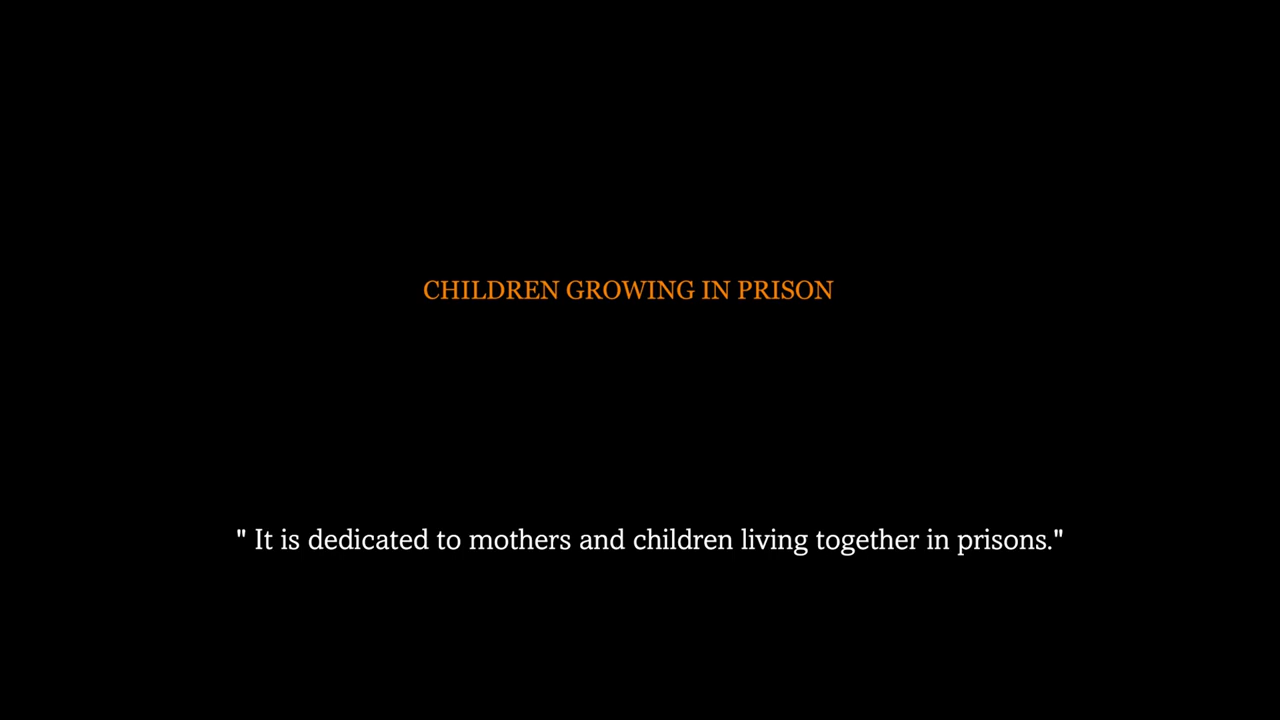 CHILDREN GROWING IN PRISON
" It is dedicated to mothers and children living together in prisons."